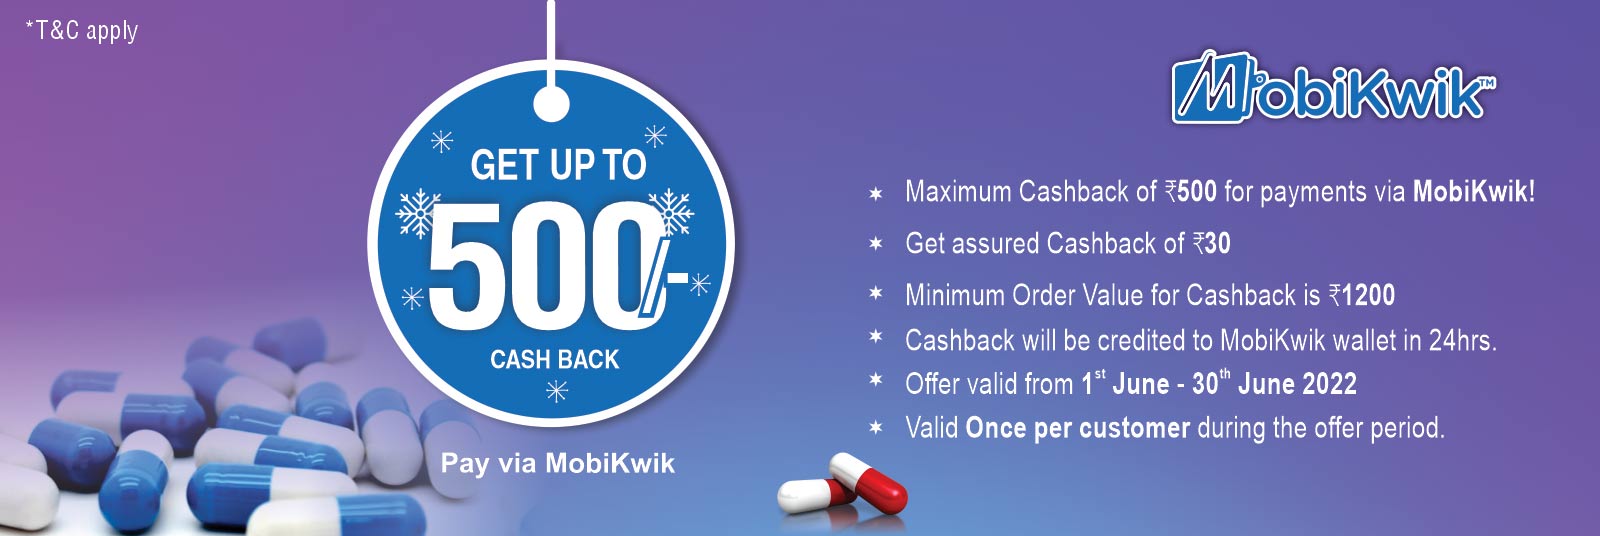 *T&C apply
GET UP TO
500/-
CASH BACK
Pay via MobiKwik
MobiKwik™
Maximum Cashback of ₹500 for payments via MobiKwik!
Get assured Cashback of ₹30
Minimum Order Value for Cashback is ₹1200
Cashback will be credited to MobiKwik wallet in 24hrs.
Offer valid from 1st June - 30th June 2022
Valid Once per customer during the offer period.